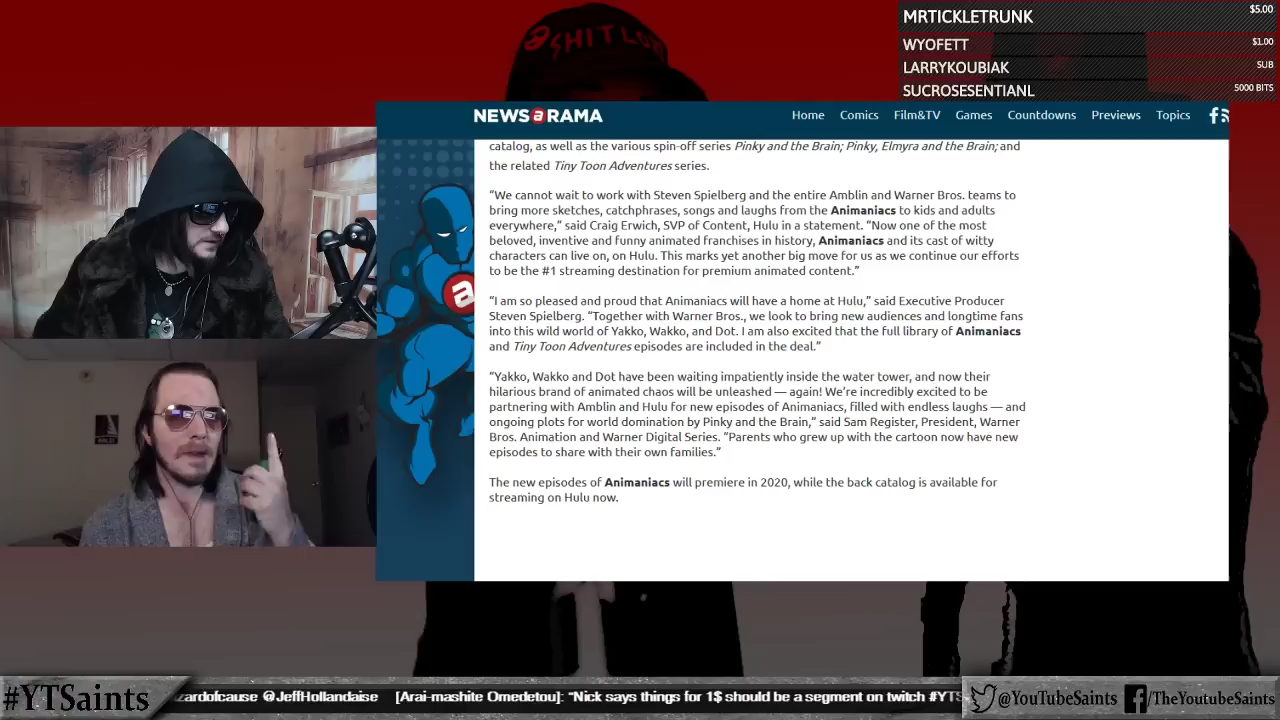 MRTICKLETRUNK $5.00
WYOFETT $1.00
LARRYKOUBIAK SUB
SUCROSESENTIANL 5000 BITS
NEWS a RAMA Home Comics Film&TV Games Countdowns Previews Topics
catalog, as well as the various spin-off series Pinky and the Brain; Pinky, Elmyra and the Brain; and
the related Tiny Toon Adventures series.
“We cannot wait to work with Steven Spielberg and the entire Amblin and Warner Bros. teams to
bring more sketches, catchphrases, songs and laughs from the Animaniacs to kids and adults
everywhere,” said Craig Erwich, SVP of Content, Hulu in a statement. “Now one of the most
beloved, inventive and funny animated franchises in history, Animaniacs and its cast of witty
characters can live on, on Hulu. This marks yet another big move for us as we continue our efforts
to be the #1 streaming destination for premium animated content.”
“I am so pleased and proud that Animaniacs will have a home at Hulu,” said Executive Producer
Steven Spielberg. “Together with Warner Bros., we look to bring new audiences and longtime fans
into this wild world of Yakko, Wakko, and Dot. I am also excited that the full library of Animaniacs
and Tiny Toon Adventures episodes are included in the deal.”
“Yakko, Wakko and Dot have been waiting impatiently inside the water tower, and now their
hilarious brand of animated chaos will be unleashed — again! We’re incredibly excited to be
partnering with Amblin and Hulu for new episodes of Animaniacs, filled with endless laughs — and
ongoing plots for world domination by Pinky and the Brain,” said Sam Register, President, Warner
Bros. Animation and Warner Digital Series. “Parents who grew up with the cartoon now have new
episodes to share with their own families.”
The new episodes of Animaniacs will premiere in 2020, while the back catalog is available for
streaming on Hulu now.
#YTSaints zardofcause @JeffHollandaise [Arai-mashite Omedetou]: “Nick says things for 1$ should be a segment on twitch #YTS @YouTubeSaints /TheYoutubeSaints